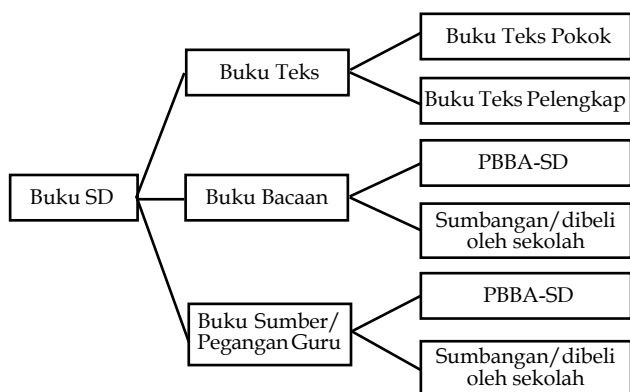 Buku Teks Pokok
Buku Teks
Buku Teks Pelengkap
PBBA-SD
Buku SD
Buku Bacaan
Sumbangan/dibeli
oleh sekolah
PBBA-SD
Buku Sumber/
Pegangan Guru
Sumbangan/dibeli
oleh sekolah